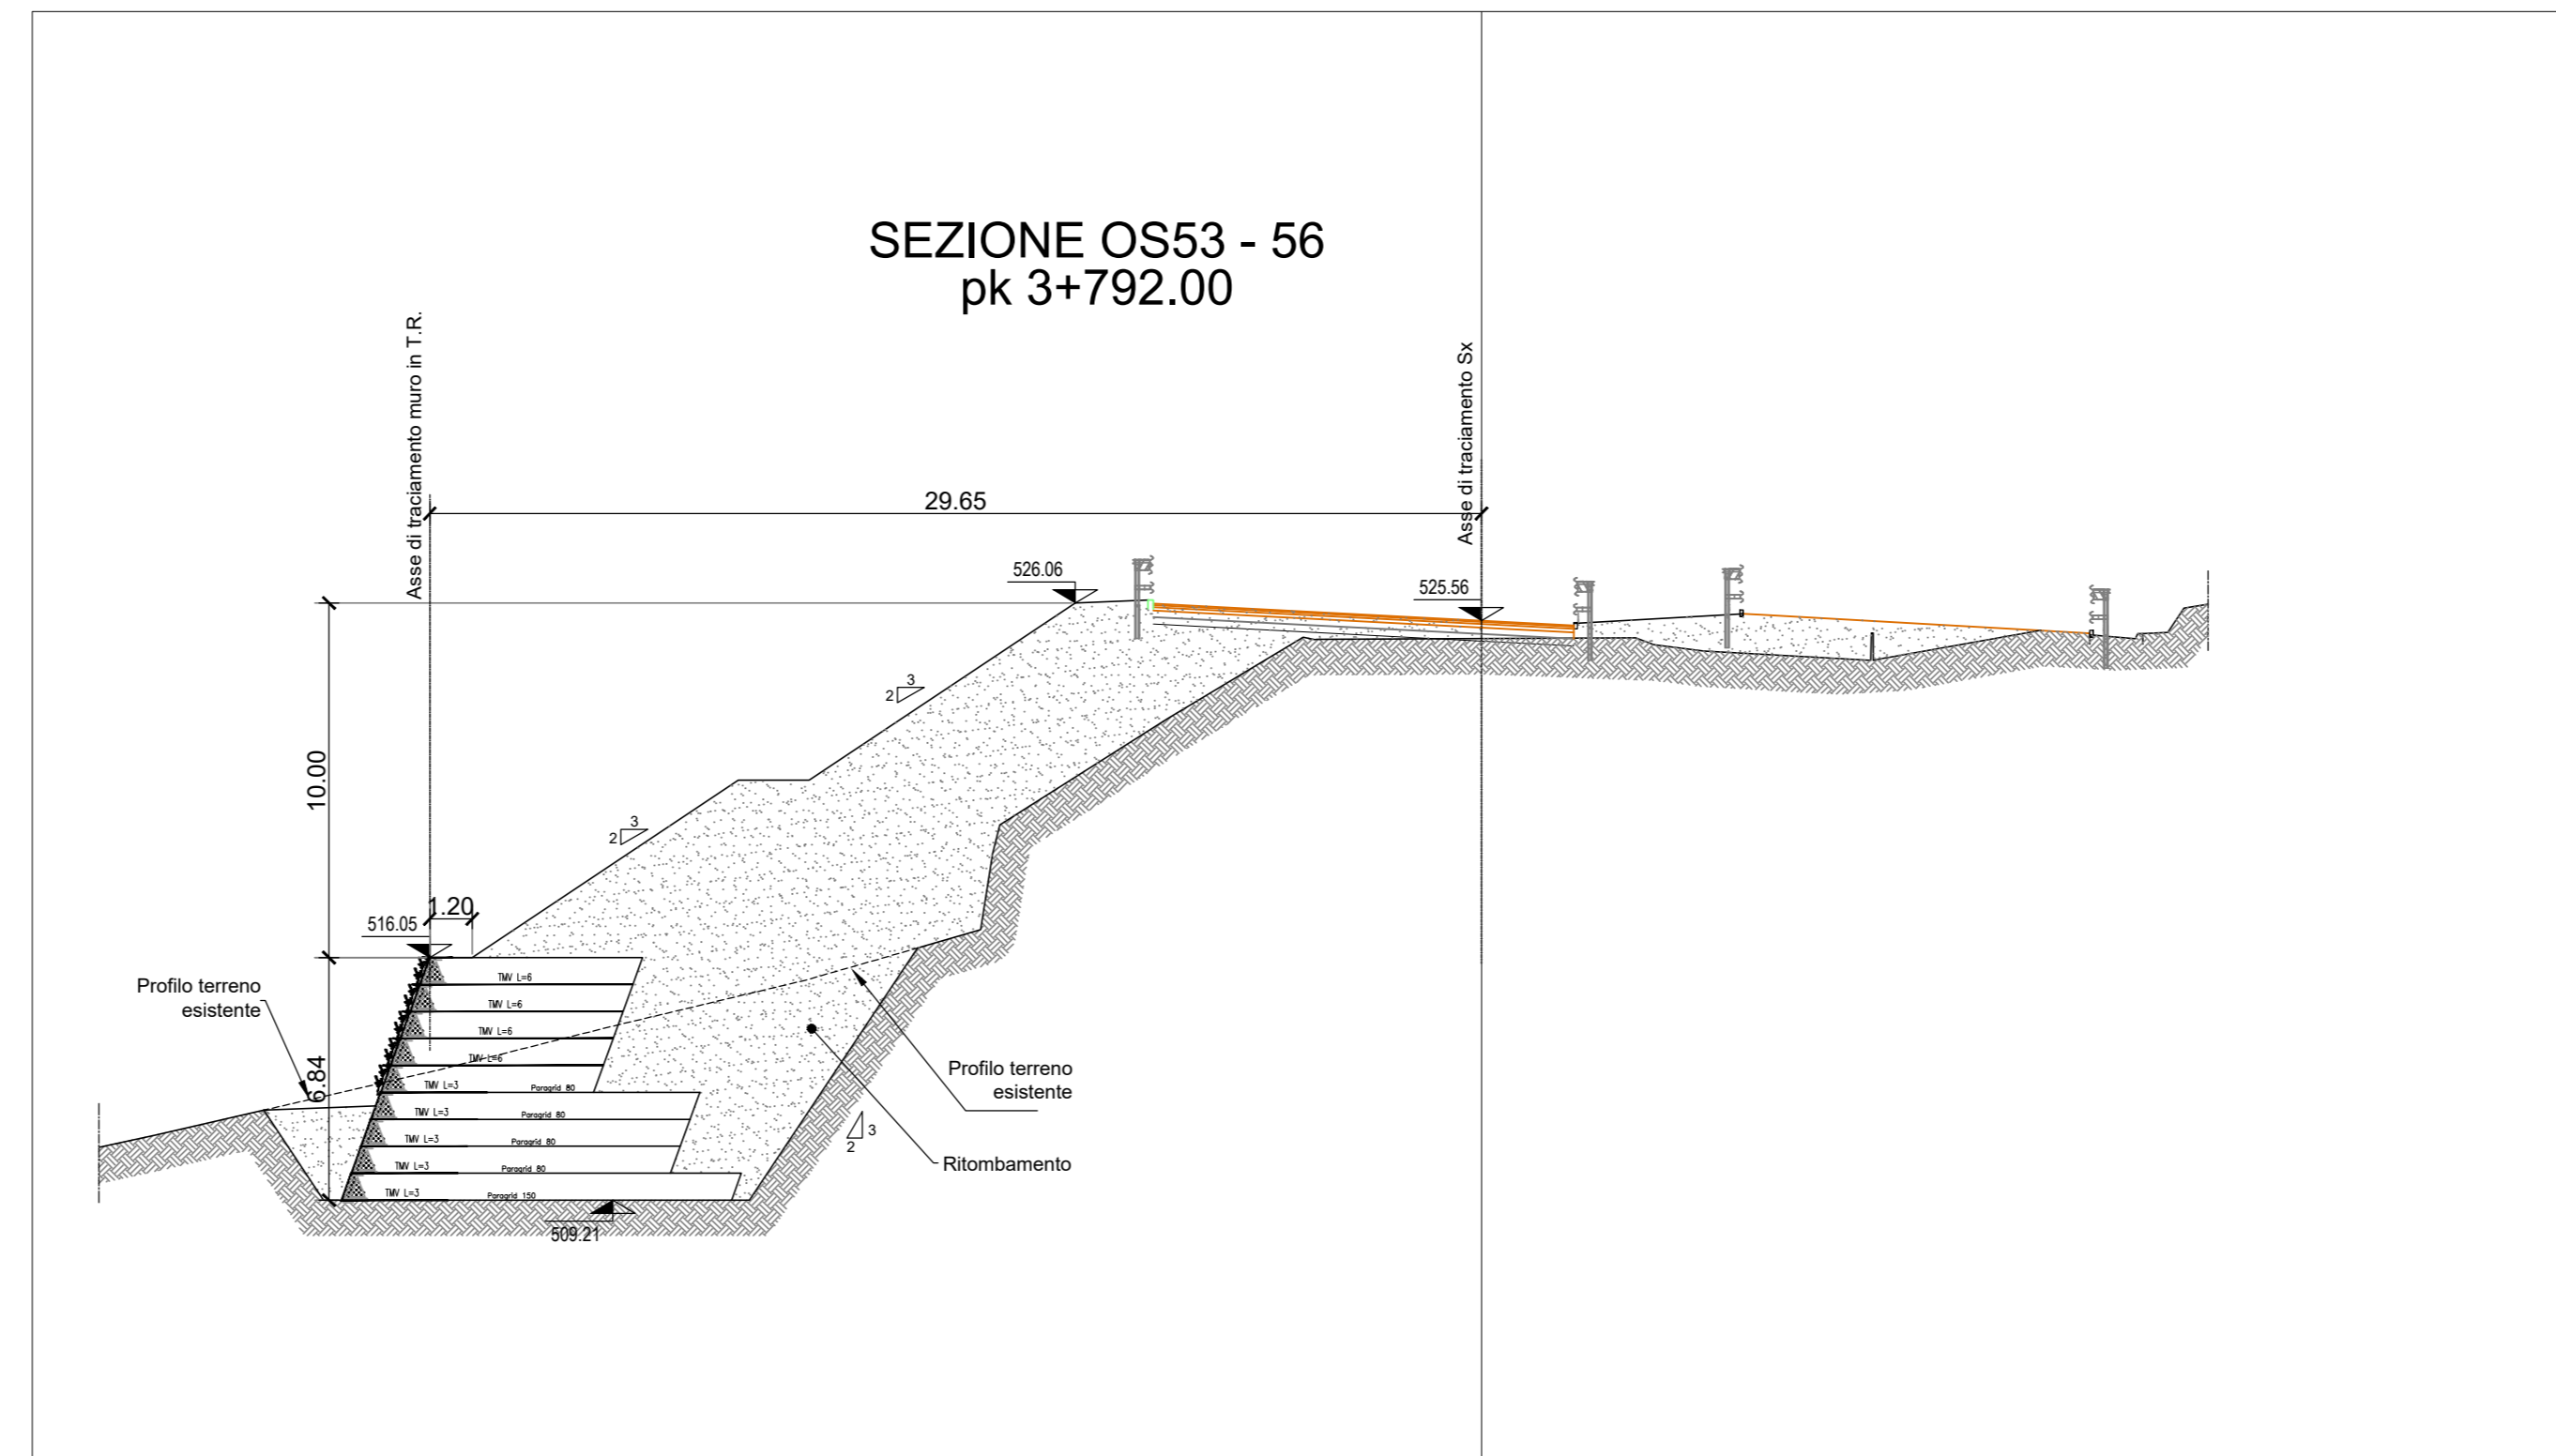 SEZIONE OS53 - 56
pk 3+792.00
Asse di tracciamento muro in T.R.
Asse di tracciamento Sx
29.65
526.06
525.56
3
2
10.00
3
2
1.20
516.05
TMV L=6
Profilo terreno
esistente
TMV L=6
TMV L=6
TMV L=6
6.84
Profilo terreno
esistente
TMV L=3 Paragrid 80
TMV L=3 Paragrid 80
TMV L=3 Paragrid 80
3
2
Ritombamento
TMV L=3 Paragrid 80
TMV L=3 Paragrid 150
509.21